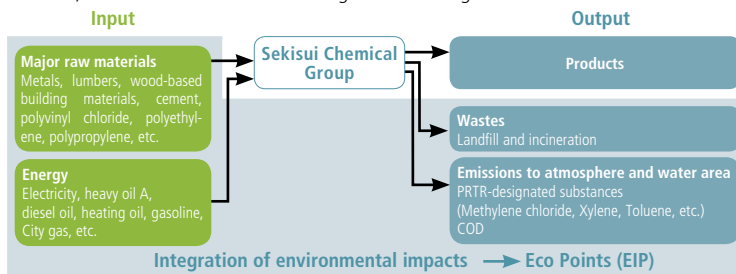 Input
Output
Major raw materials
Metals, lumbers, wood-based
building materials, cement,
polyvinyl chloride, polyethyl-
ene, polypropylene, etc.
Energy
Electricity, heavy oil A,
diesel oil, heating oil, gasoline,
City gas, etc.
Sekisui Chemical
Group
Products
Wastes
Landfill and incineration
Emissions to atmosphere and water area
PRTR-designated substances
(Methylene chloride, Xylene, Toluene, etc.)
COD
Integration of environmental impacts → Eco Points (EIP)